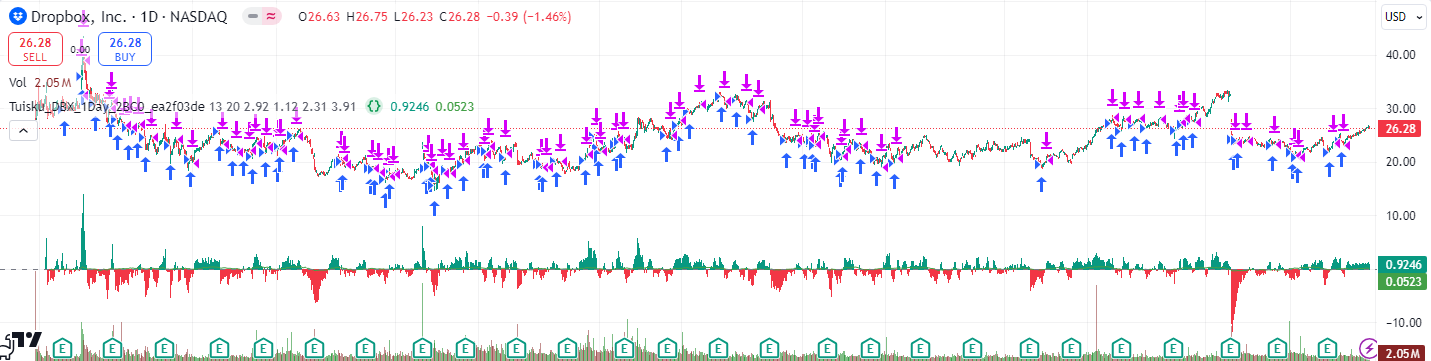 Dropbox, Inc. · 1D · NASDAQ O26.63 H26.75 L26.23 C26.28 −0.39 (−1.46%)
USD
26.28 SELL
0.00
26.28 BUY
Vol 2.05M
Tuisku_DBX_1Day_2BC0_ea2f03de 13 20 2.92 1.12 2.31 3.91 {} 0.9246 0.0523
40.00
30.00
26.28
20.00
10.00
0.9246
0.0523
−10.00
2.05M
E E E E E E E E E E E E E E E E E E E E E E E E E E